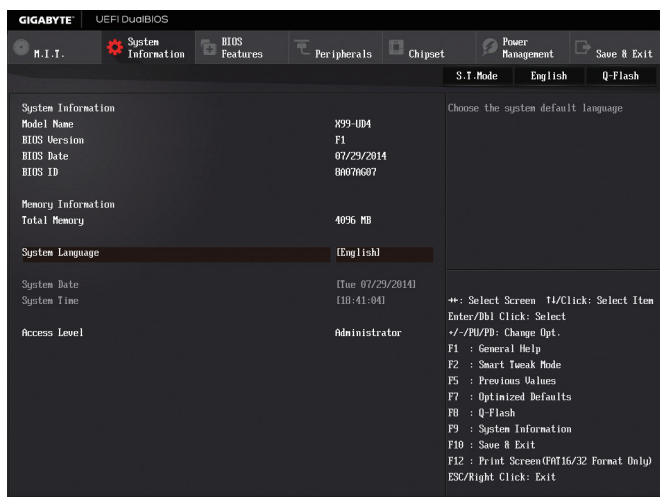 GIGABYTE™ UEFI DualBIOS
M.I.T. System Information BIOS Features Peripherals Chipset Power Management Save & Exit
S.T.Mode English Q-Flash
System Information
Model Name X99-UD4
BIOS Version F1
BIOS Date 07/29/2014
BIOS ID 8A07AG07
Memory Information
Total Memory 4096 MB
System Language [English]
System Date [Tue 07/29/2014]
System Time [18:41:04]
Access Level Administrator
Choose the system default language
→←: Select Screen ↑↓/Click: Select Item
Enter/Dbl Click: Select
+/-/PU/PD: Change Opt.
F1 : General Help
F2 : Smart Tweak Mode
F5 : Previous Values
F7 : Optimized Defaults
F8 : Q-Flash
F9 : System Information
F10 : Save & Exit
F12 : Print Screen(FAT16/32 Format Only)
ESC/Right Click: Exit